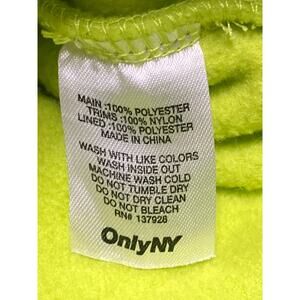 MAIN :100% POLYESTER
TRIMS :100% NYLON
LINED :100% POLYESTER
MADE IN CHINA
WASH WITH LIKE COLORS
WASH INSIDE OUT
MACHINE WASH COLD
DO NOT TUMBLE DRY
DO NOT DRY CLEAN
DO NOT BLEACH
RN# 137928
OnlyNY